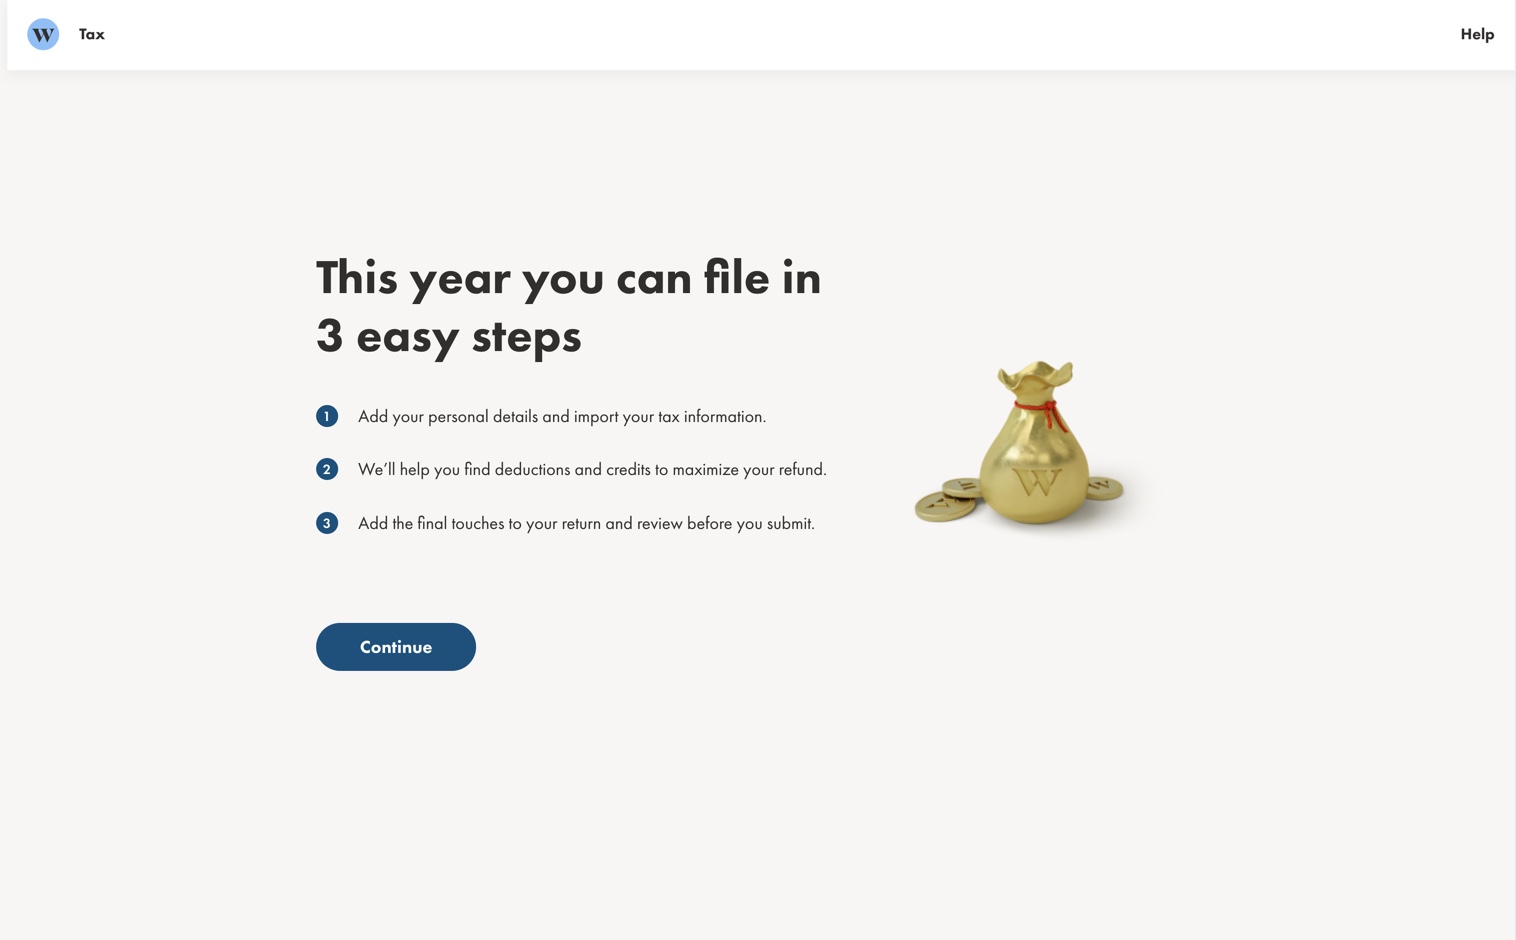 W Tax
Help
This year you can file in
3 easy steps
1 Add your personal details and import your tax information.
2 We’ll help you find deductions and credits to maximize your refund.
3 Add the final touches to your return and review before you submit.
W
W
Continue